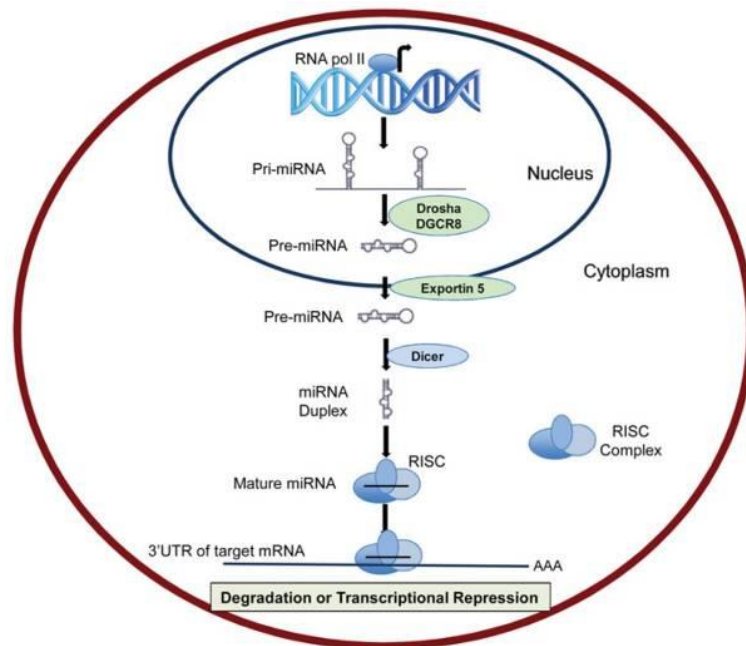 RNA pol II
Pri-miRNA
Nucleus
Drosha
DGCR8
Pre-miRNA
Cytoplasm
Exportin 5
Pre-miRNA
Dicer
miRNA
Duplex
RISC
Complex
RISC
Mature miRNA
3'UTR of target mRNA
AAA
Degradation or Transcriptional Repression